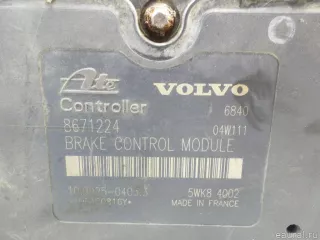 Ate VOLVO
Controller 6840
8671224 04W111
BRAKE CONTROL MODULE
5WK8 4002
MADE IN FRANCE